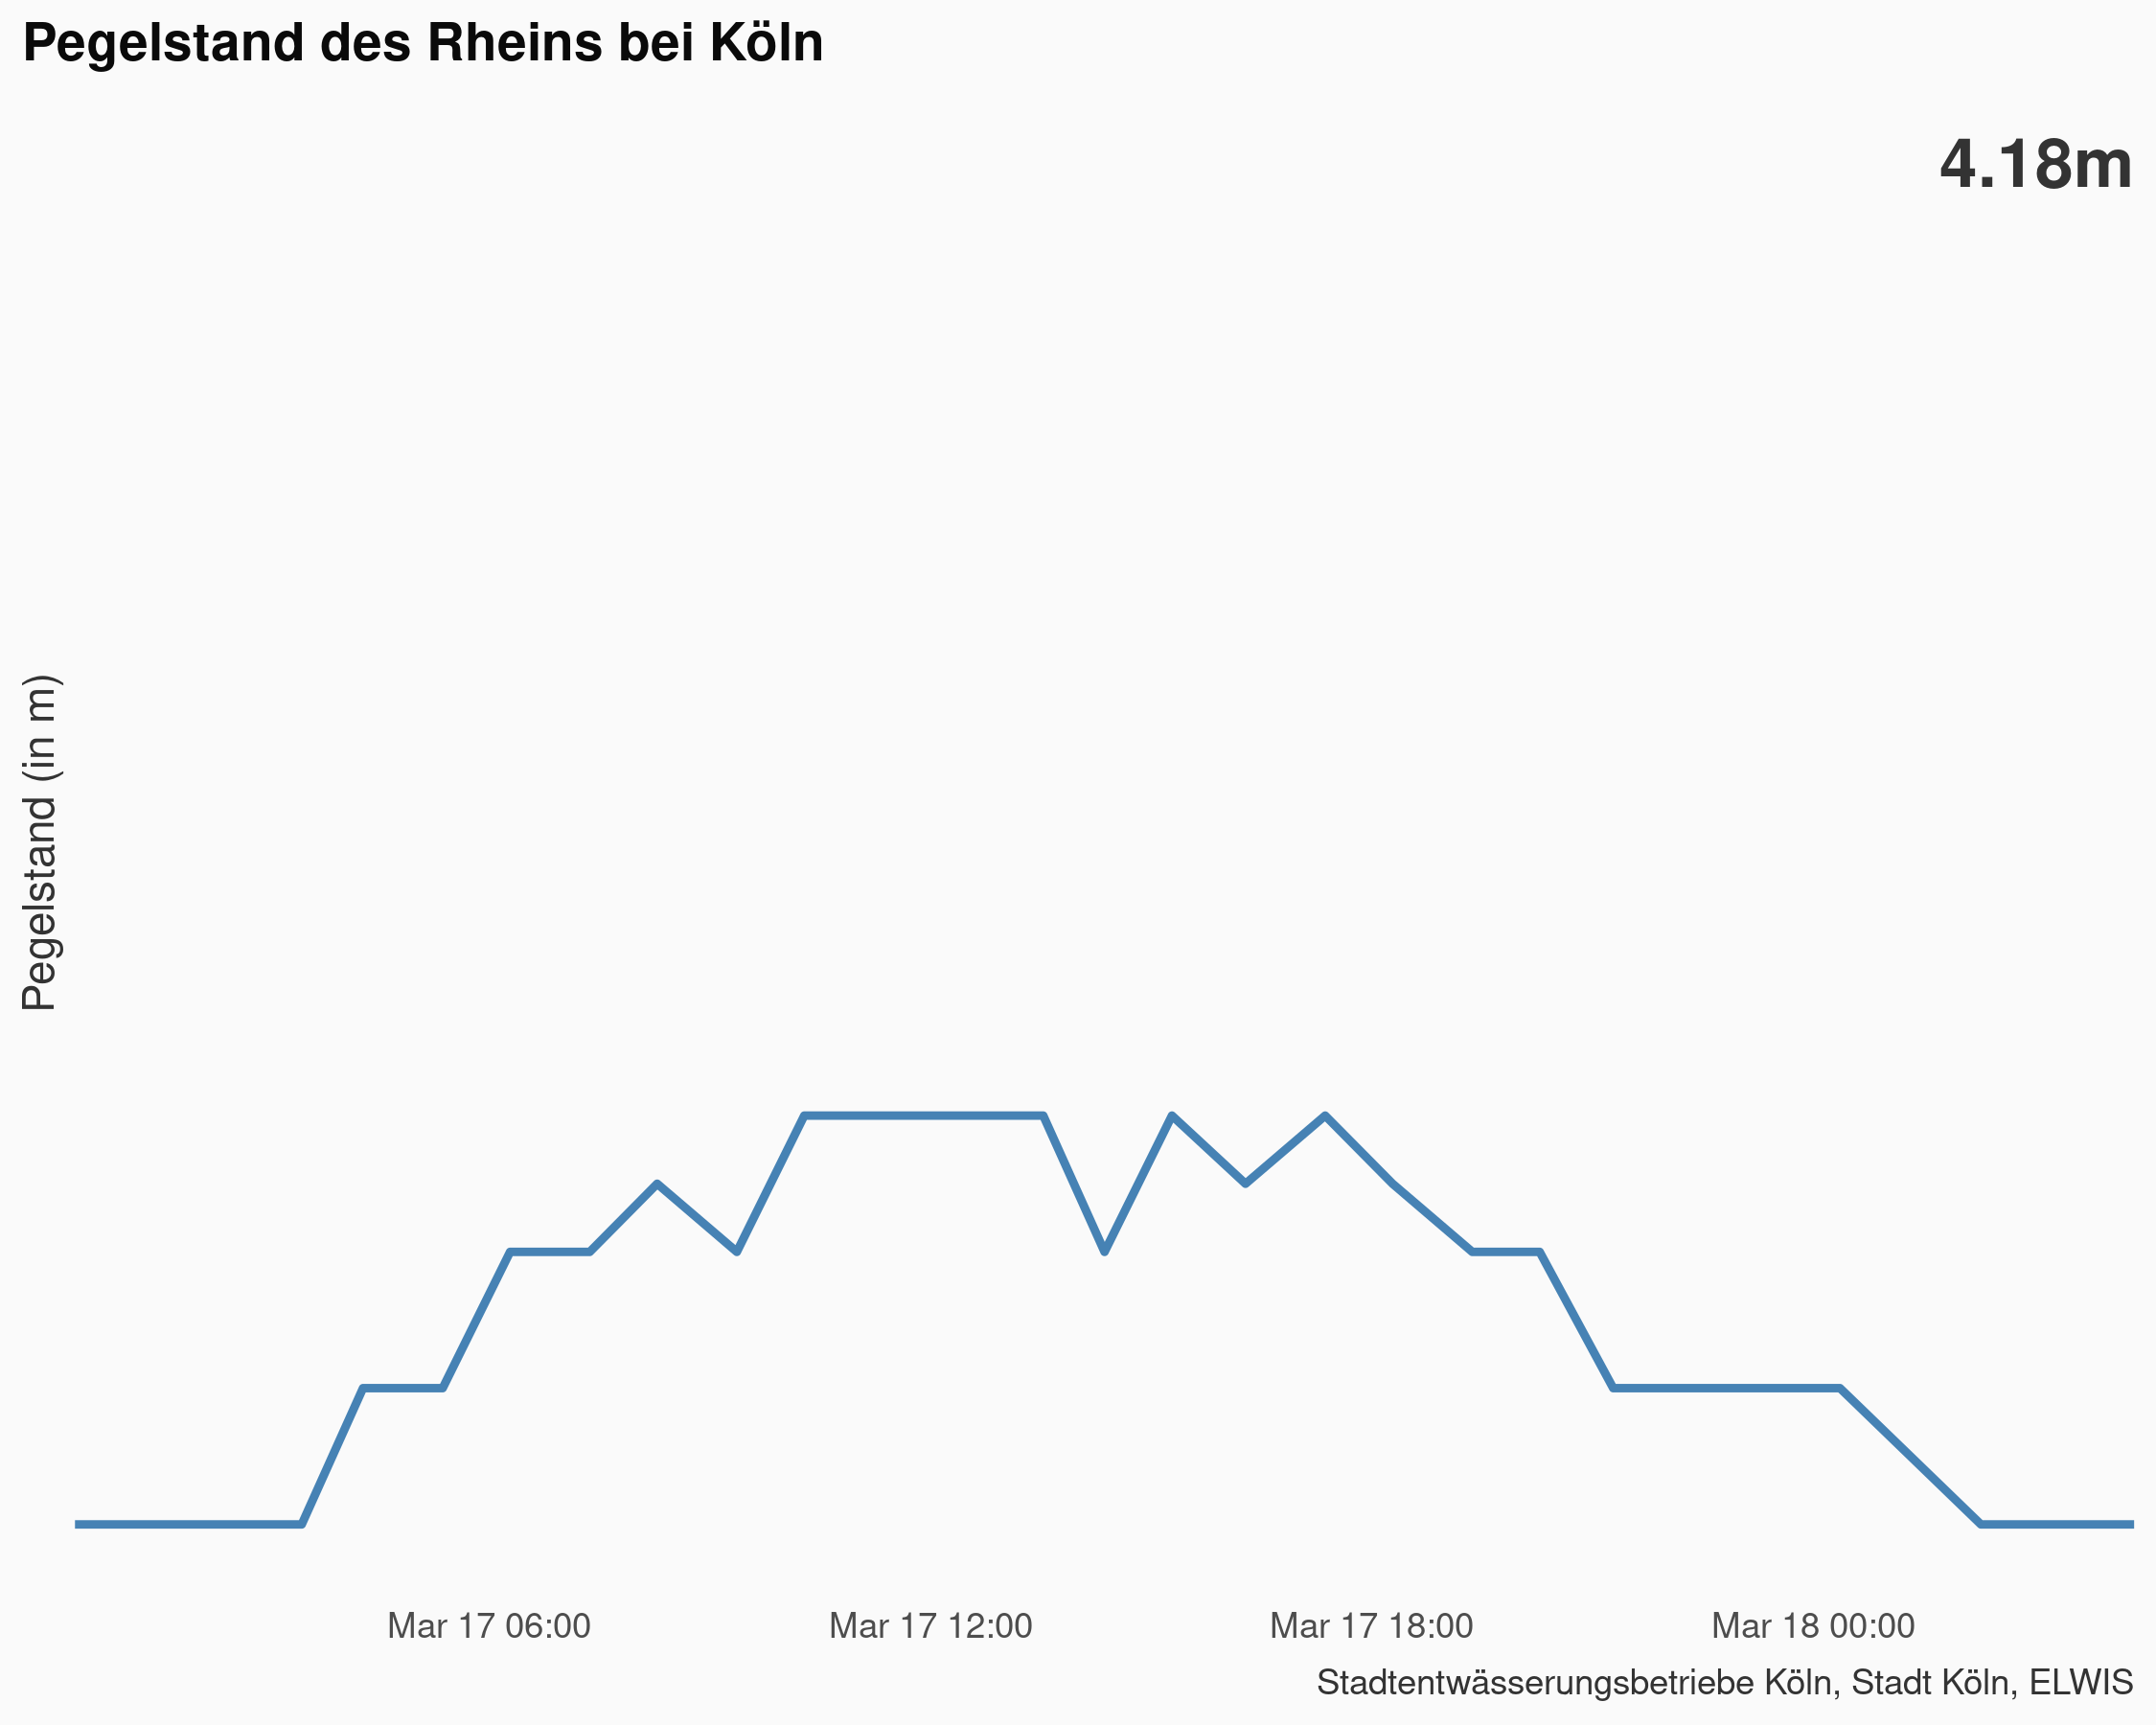 Pegelstand des Rheins bei Köln
4.18m
Pegelstand (in m)
Mar 17 06:00
Mar 17 12:00
Mar 17 18:00
Mar 18 00:00
Stadtentwässerungsbetriebe Köln, Stadt Köln, ELWIS